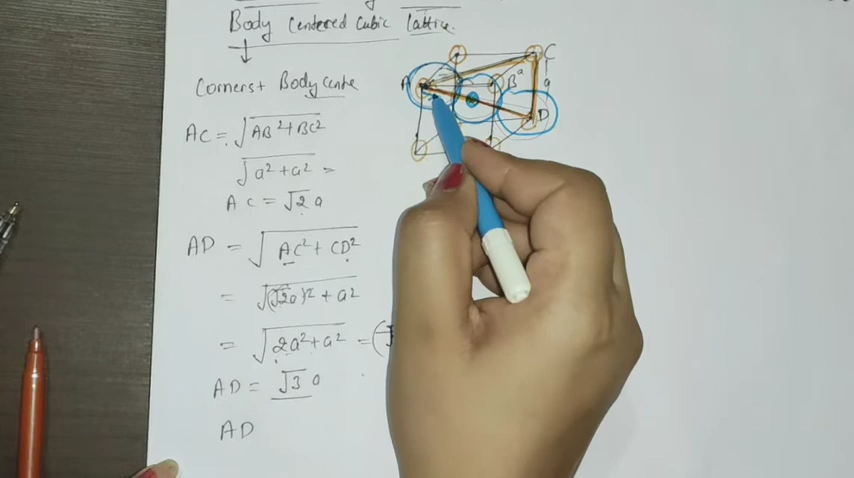 Body centered cubic lattice.
Corners + Body centre
AC = √AB² + BC²
√a² + a² =
AC = √2 a
AD = √AC² + CD²
= √(√2a)² + a²
= √2a² + a² = (√
AD = √3 a
AD
A
B
a
C
a
D